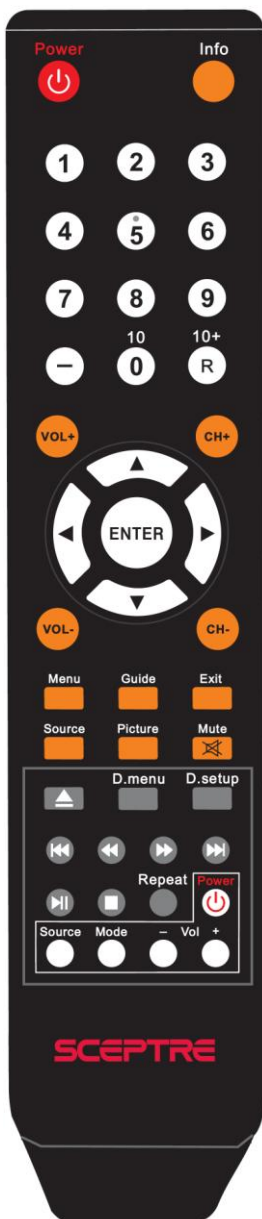 Power Info
1 2 3
4 5 6
7 8 9
10 10+
– 0 R
VOL+ CH+
ENTER
VOL- CH-
Menu Guide Exit
Source Picture Mute
D.menu D.setup
Repeat Power
Source Mode – Vol +
SCEPTRE